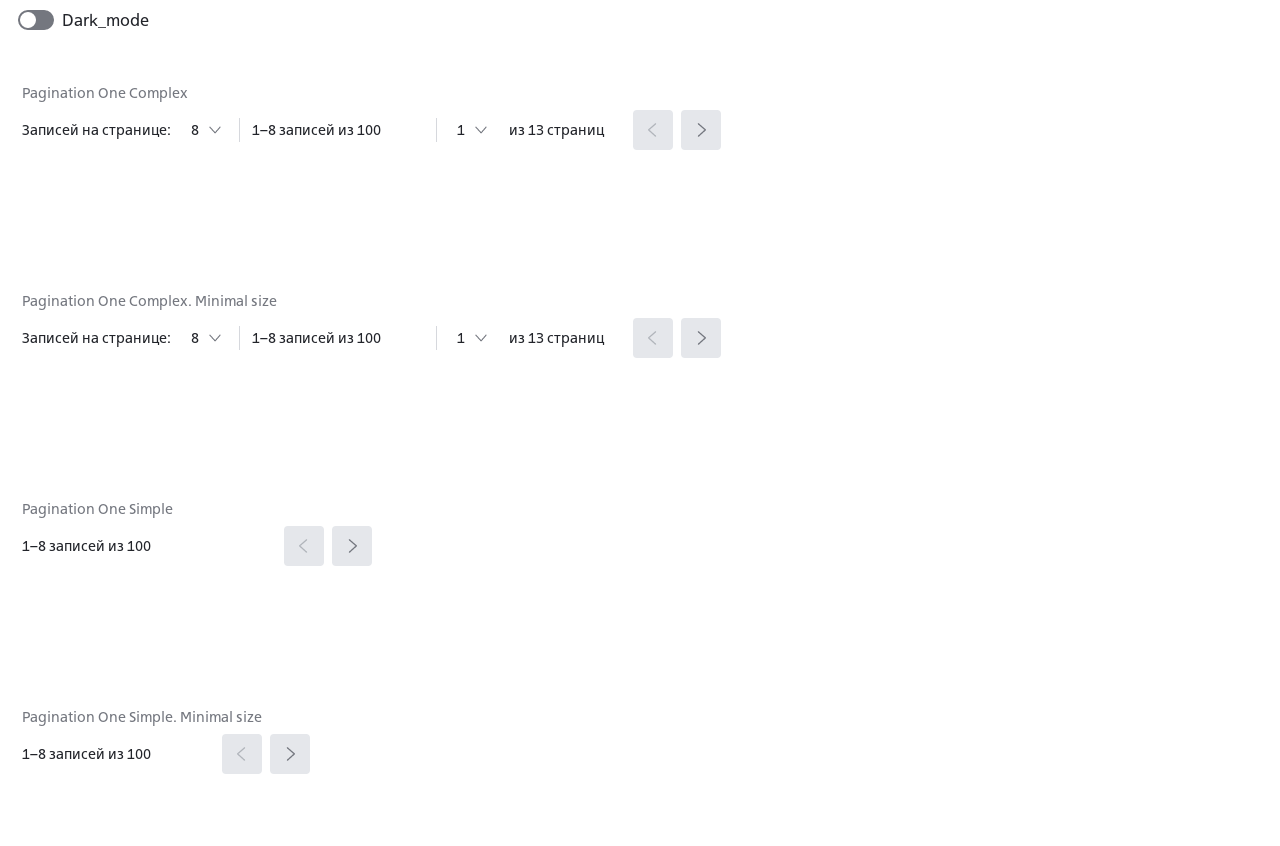 Dark_mode
Pagination One Complex
Записей на странице: 8 1–8 записей из 100 1 из 13 страниц
Pagination One Complex. Minimal size
Записей на странице: 8 1–8 записей из 100 1 из 13 страниц
Pagination One Simple
1–8 записей из 100
Pagination One Simple. Minimal size
1–8 записей из 100